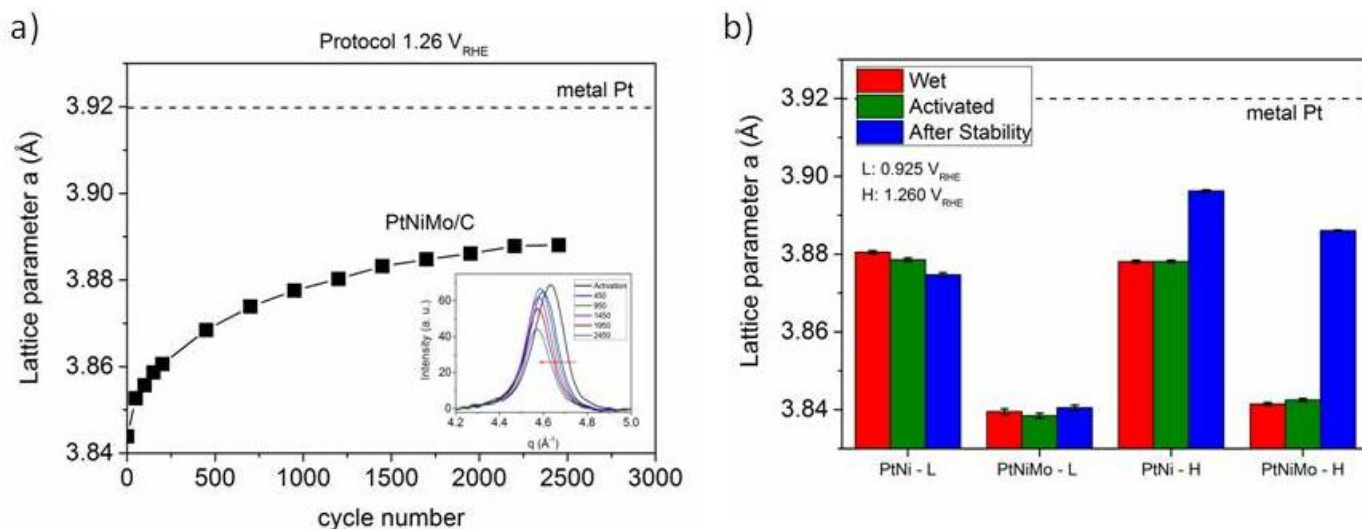 a)
Protocol 1.26 V_RHE
metal Pt
3.92
3.90
3.88
3.86
3.84
Lattice parameter a (Å)
PtNiMo/C
0
500
1000
1500
2000
2500
3000
cycle number
Intensity (a. u.)
60
40
20
0
Activation
450
950
1450
1950
2450
4.2
4.4
4.6
4.8
5.0
q (Å⁻¹)
b)
Wet
Activated
After Stability
metal Pt
L: 0.925 V_RHE
H: 1.260 V_RHE
3.92
3.90
3.88
3.86
3.84
Lattice parameter a (Å)
PtNi - L
PtNiMo - L
PtNi - H
PtNiMo - H